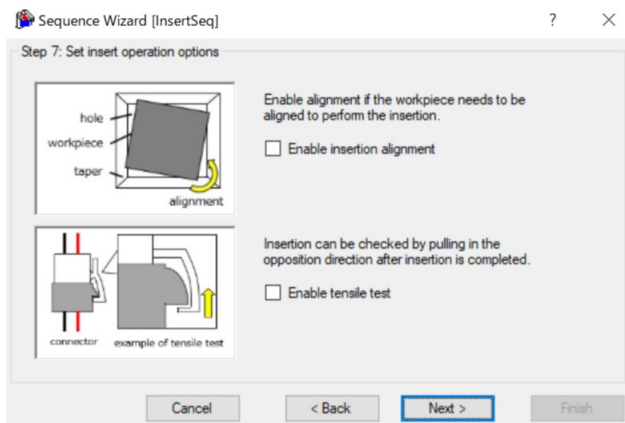 Sequence Wizard [InsertSeq]
?
Step 7: Set insert operation options
hole
workpiece
taper
alignment
Enable alignment if the workpiece needs to be
aligned to perform the insertion.
Enable insertion alignment
connector
example of tensile test
Insertion can be checked by pulling in the
opposition direction after insertion is completed.
Enable tensile test
Cancel
< Back
Next >
Finish